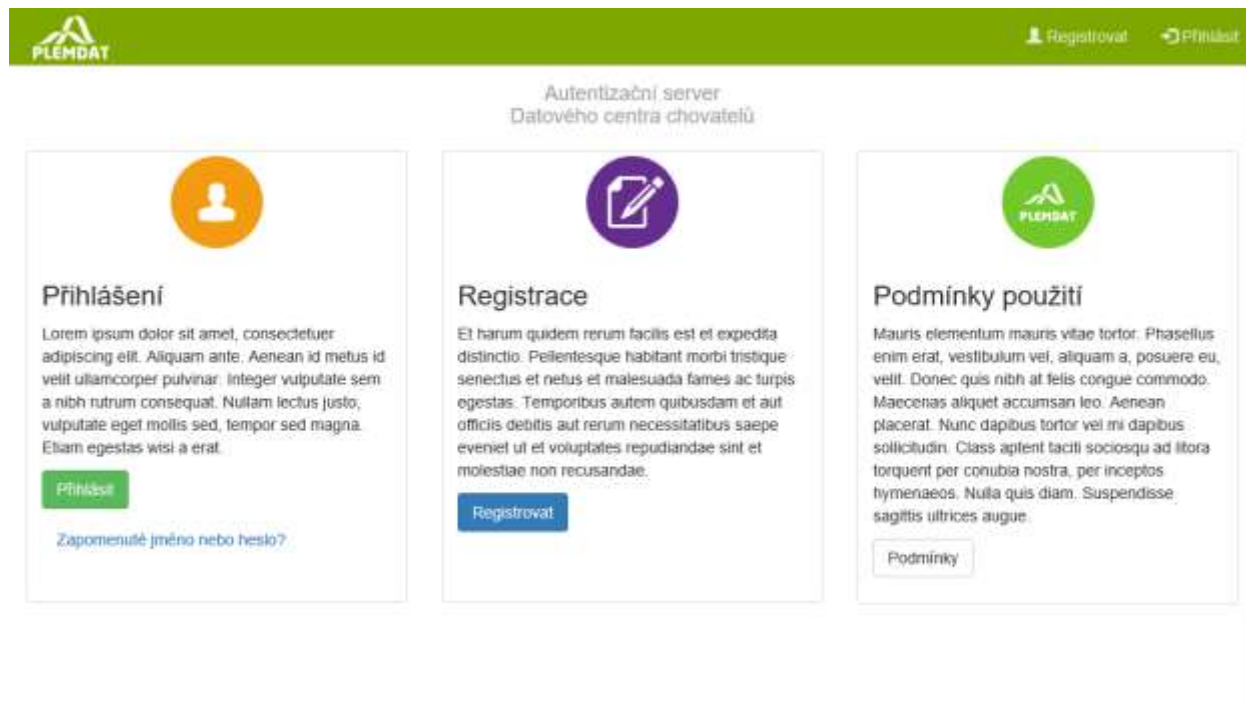 PLEMDAT
Registrovat
Přihlásit
Autentizační server
Datového centra chovatelů
PLEMDAT
Přihlášení
Lorem ipsum dolor sit amet, consectetuer
adipiscing elit. Aliquam ante. Aenean id metus id
velit ullamcorper pulvinar. Integer vulputate sem
a nibh rutrum consequat. Nullam lectus justo,
vulputate eget mollis sed, tempor sed magna.
Etiam egestas wisi a erat.
Přihlásit
Zapomenuté jméno nebo heslo?
Registrace
Et harum quidem rerum facilis est et expedita
distinctio. Pellentesque habitant morbi tristique
senectus et netus et malesuada fames ac turpis
egestas. Temporibus autem quibusdam et aut
officiis debitis aut rerum necessitatibus saepe
eveniet ut et voluptates repudiandae sint et
molestiae non recusandae.
Registrovat
Podmínky použití
Mauris elementum mauris vitae tortor. Phasellus
enim erat, vestibulum vel, aliquam a, posuere eu,
velit. Donec quis nibh at felis congue commodo.
Maecenas aliquet accumsan leo. Aenean
placerat. Nunc dapibus tortor vel mi dapibus
sollicitudin. Class aptent taciti sociosqu ad litora
torquent per conubia nostra, per inceptos
hymenaeos. Nulla quis diam. Suspendisse
sagittis ultrices augue.
Podmínky